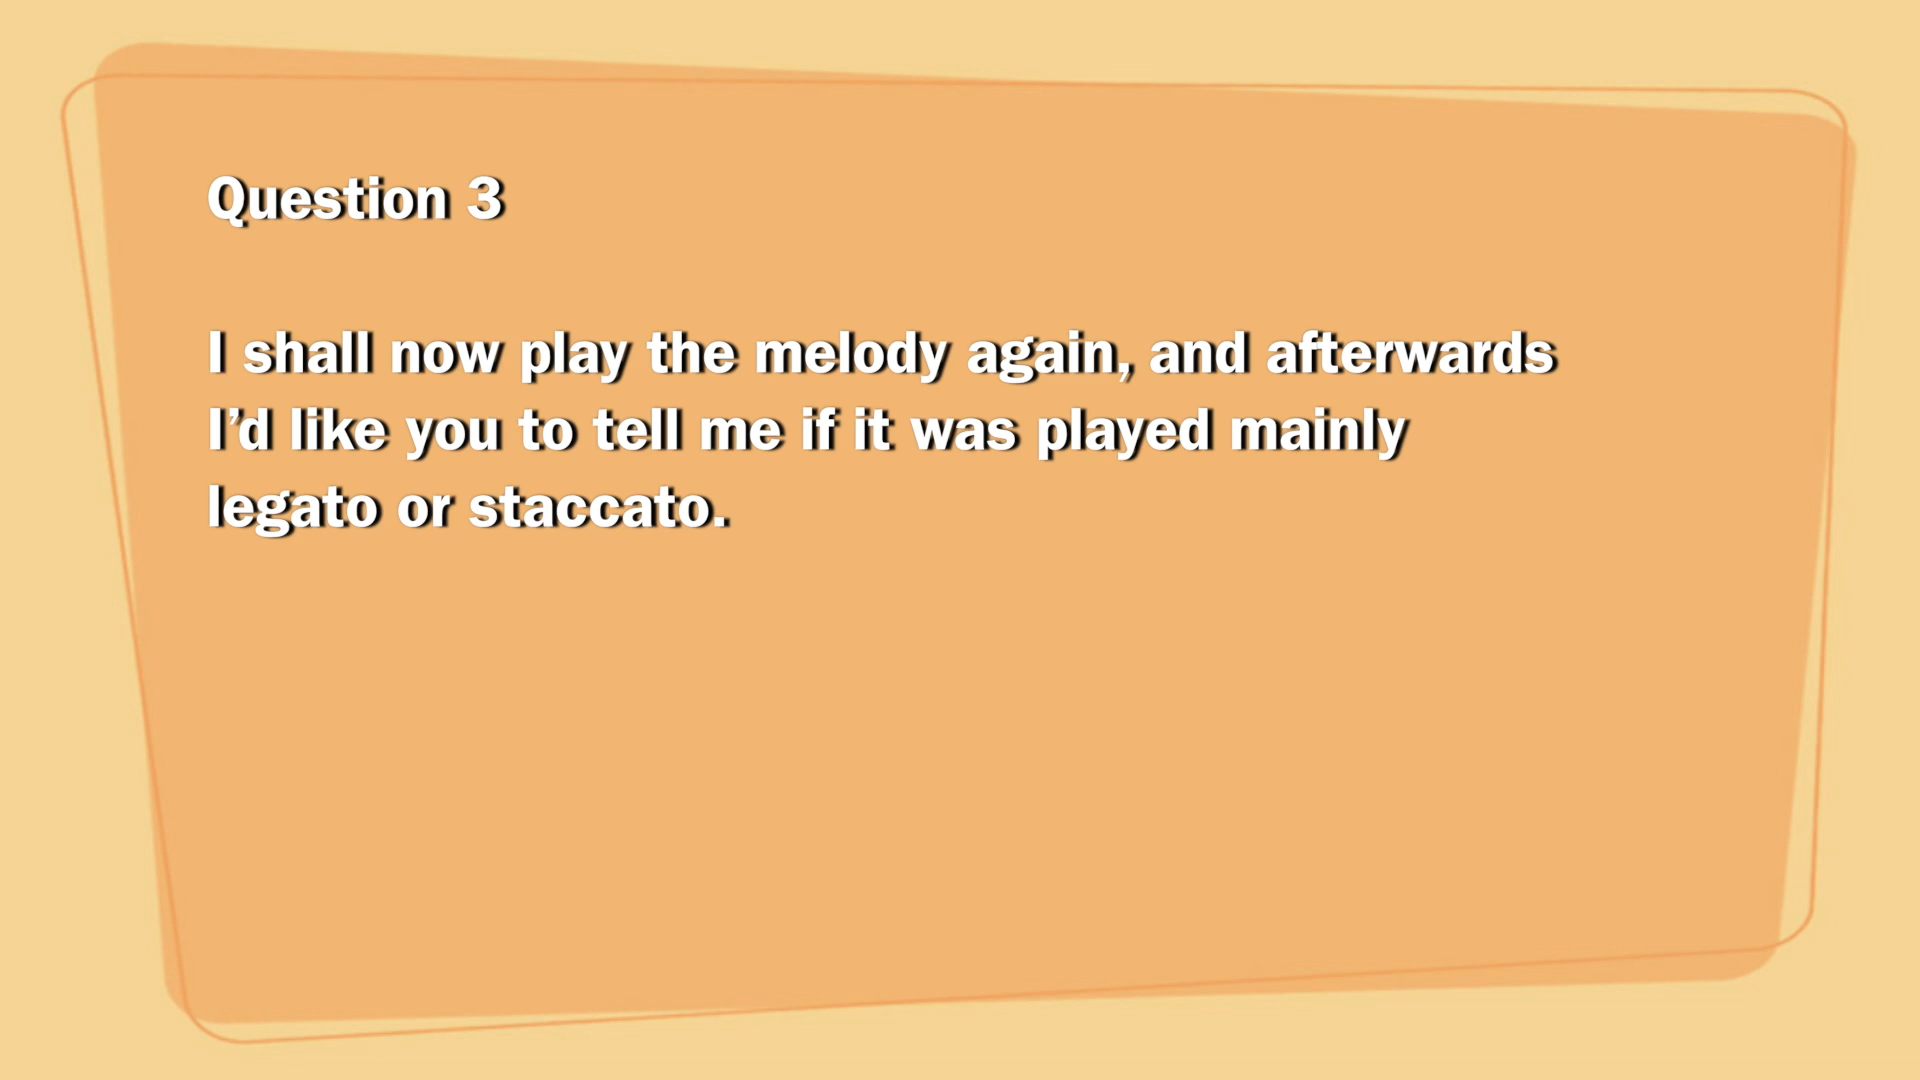 Question 3
I shall now play the melody again, and afterwards
I’d like you to tell me if it was played mainly
legato or staccato.